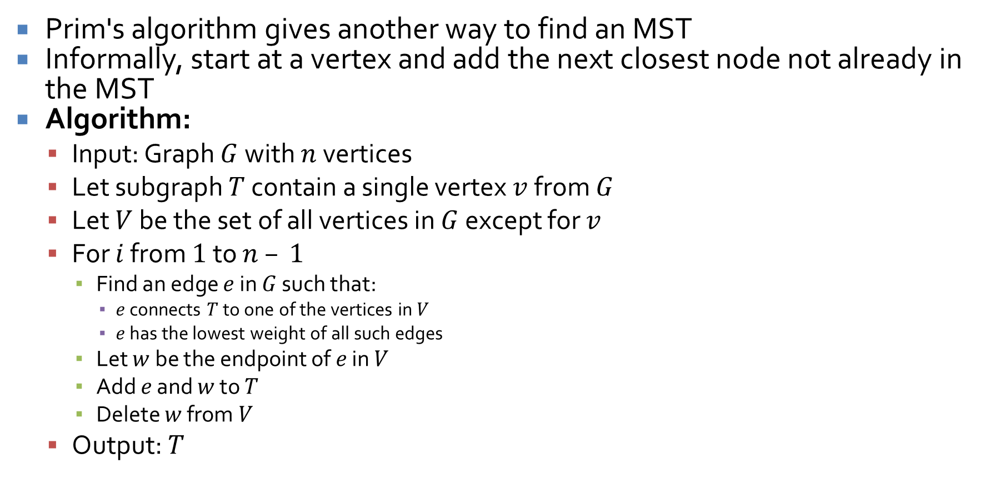 ▪ Prim's algorithm gives another way to find an MST
▪ Informally, start at a vertex and add the next closest node not already in
the MST
▪ Algorithm:
▪ Input: Graph G with n vertices
▪ Let subgraph T contain a single vertex v from G
▪ Let V be the set of all vertices in G except for v
▪ For i from 1 to n – 1
▪ Find an edge e in G such that:
▪ e connects T to one of the vertices in V
▪ e has the lowest weight of all such edges
▪ Let w be the endpoint of e in V
▪ Add e and w to T
▪ Delete w from V
▪ Output: T